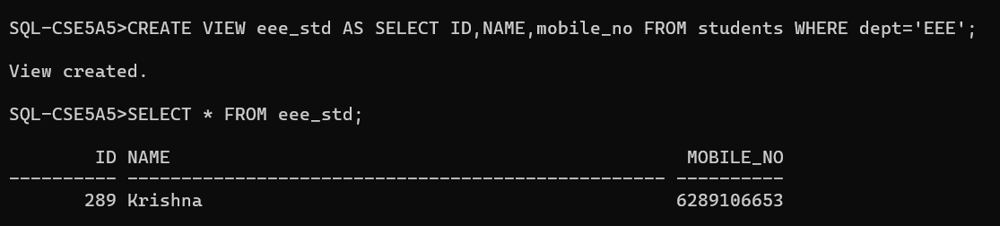 SQL-CSE5A5>CREATE VIEW eee_std AS SELECT ID,NAME,mobile_no FROM students WHERE dept='EEE';
View created.
SQL-CSE5A5>SELECT * FROM eee_std;
        ID NAME                                                MOBILE_NO
---------- -------------------------------------------------- ----------
       289 Krishna                                            6289106653